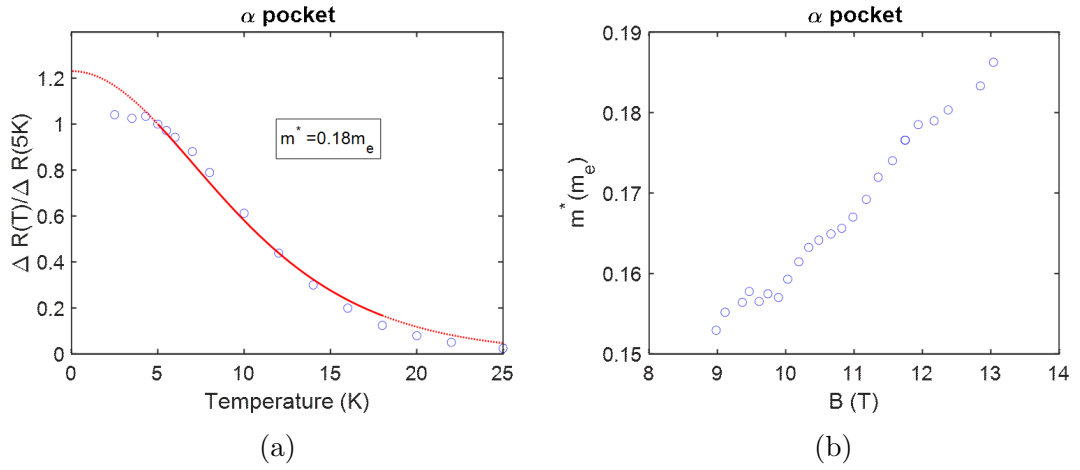 α pocket
Δ R(T)/Δ R(5K)
1.2
1
0.8
0.6
0.4
0.2
0
m* =0.18mₑ
0 5 10 15 20 25
Temperature (K)
(a)
α pocket
m* (mₑ)
0.19
0.18
0.17
0.16
0.15
8 9 10 11 12 13 14
B (T)
(b)